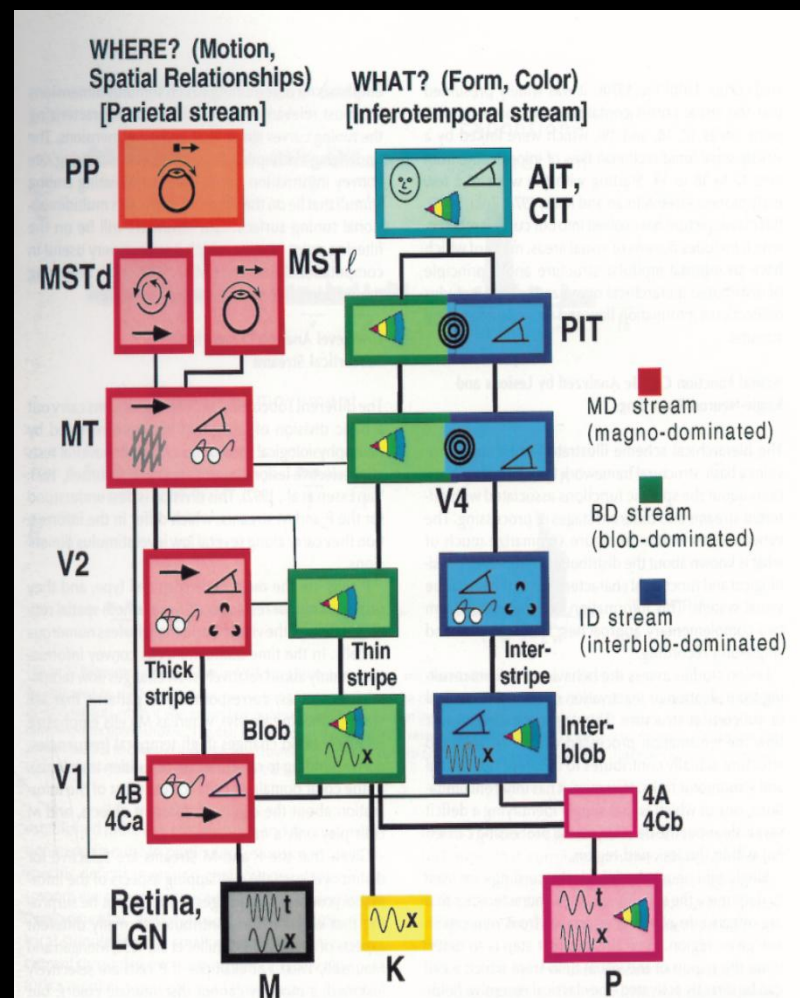 WHERE? (Motion,
Spatial Relationships)
[Parietal stream]
WHAT? (Form, Color)
[Inferotemporal stream]
PP
AIT,
CIT
MSTd
MSTℓ
PIT
MT
V4
MD stream
(magno-dominated)
BD stream
(blob-dominated)
ID stream
(interblob-dominated)
V2
Thick
stripe
Thin
stripe
Inter-
stripe
V1
Blob
x
x
Inter-
blob
4B
4Ca
4A
4Cb
Retina,
LGN
t
x
x
t
x
M
K
P